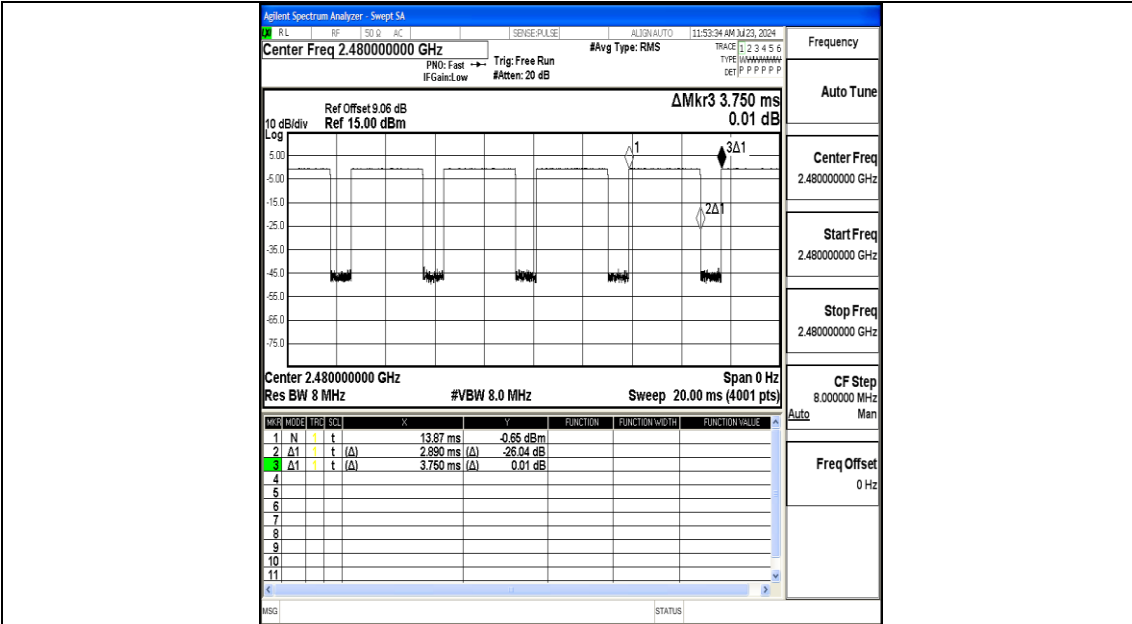 Agilent Spectrum Analyzer - Swept SA
RL RF 50 Ω AC SENSE:PULSE ALIGN AUTO 11:53:34 AM Jul 23, 2024
Center Freq 2.480000000 GHz
PNO: Fast
IFGain:Low
Trig: Free Run
#Atten: 20 dB
#Avg Type: RMS
TRACE 1 2 3 4 5 6
TYPE
DET P P P P P P
Frequency
Auto Tune
Center Freq
2.480000000 GHz
Start Freq
2.480000000 GHz
Stop Freq
2.480000000 GHz
CF Step
8.000000 MHz
Auto Man
Freq Offset
0 Hz
ΔMkr3 3.750 ms
0.01 dB
Ref Offset 9.06 dB
10 dB/div Ref 15.00 dBm
Log
5.00
-5.00
-15.0
-25.0
-35.0
-45.0
-55.0
-65.0
-75.0
1
3Δ1
2Δ1
Center 2.480000000 GHz Span 0 Hz
Res BW 8 MHz #VBW 8.0 MHz Sweep 20.00 ms (4001 pts)
MKR MODE TRC SCL X Y FUNCTION FUNCTION WIDTH FUNCTION VALUE
1 N 1 t 13.87 ms -0.65 dBm
2 Δ1 1 t (Δ) 2.890 ms (Δ) -26.04 dB
3 Δ1 1 t (Δ) 3.750 ms (Δ) 0.01 dB
4
5
6
7
8
9
10
11
MSG STATUS